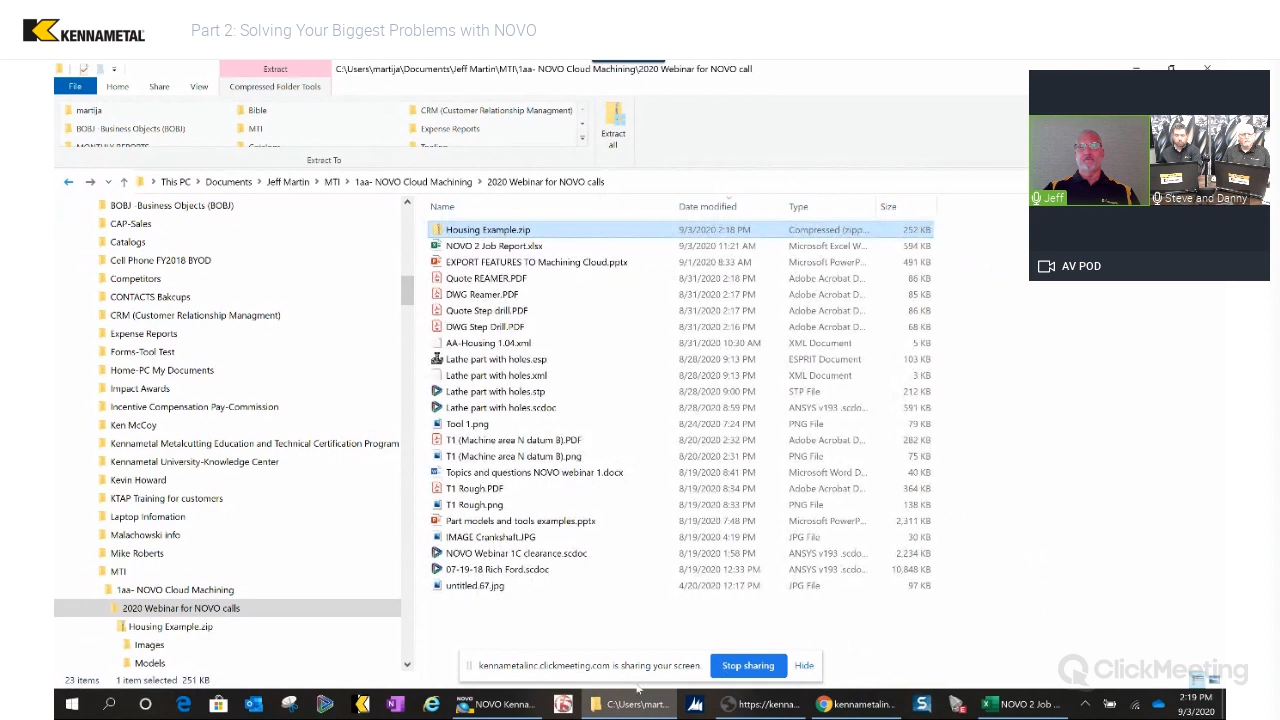 KENNAMETAL
Part 2: Solving Your Biggest Problems with NOVO
Extract
C:\Users\martija\Documents\Jeff Martin\MTI\1aa- NOVO Cloud Machining\2020 Webinar for NOVO call
File Home Share View Compressed Folder Tools
martija Bible CRM (Customer Relationship Managment)
BOBJ -Business Objects (BOBJ) MTI Expense Reports
MONTHLY REPORTS
Extract all
Extract To
This PC > Documents > Jeff Martin > MTI > 1aa- NOVO Cloud Machining > 2020 Webinar for NOVO calls
Jeff
Steve and Danny
AV POD
BOBJ -Business Objects (BOBJ)
CAP-Sales
Catalogs
Cell Phone FY2018 BYOD
Competitors
CONTACTS Bakcups
CRM (Customer Relationship Managment)
Expense Reports
Forms-Tool Test
Home-PC My Documents
Impact Awards
Incentive Compensation Pay-Commission
Ken McCoy
Kennametal Metalcutting Education and Technical Certification Program
Kennametal University-Knowledge Center
Kevin Howard
KTAP Training for customers
Laptop Infomation
Malachowski info
Mike Roberts
MTI
1aa- NOVO Cloud Machining
2020 Webinar for NOVO calls
Housing Example.zip
Images
Models
Name Date modified Type Size
Housing Example.zip 9/3/2020 2:18 PM Compressed (zipp... 252 KB
NOVO 2 Job Report.xlsx 9/3/2020 11:21 AM Microsoft Excel W... 594 KB
EXPORT FEATURES TO Machining Cloud.pptx 9/1/2020 8:33 AM Microsoft PowerP... 491 KB
Quote REAMER.PDF 8/31/2020 2:18 PM Adobe Acrobat D... 86 KB
DWG Reamer.PDF 8/31/2020 2:17 PM Adobe Acrobat D... 85 KB
Quote Step drill.PDF 8/31/2020 2:17 PM Adobe Acrobat D... 86 KB
DWG Step Drill.PDF 8/31/2020 2:16 PM Adobe Acrobat D... 68 KB
AA-Housing 1.04.xml 8/31/2020 10:30 AM XML Document 5 KB
Lathe part with holes.esp 8/28/2020 9:13 PM ESPRIT Document 103 KB
Lathe part with holes.xml 8/28/2020 9:13 PM XML Document 3 KB
Lathe part with holes.stp 8/28/2020 9:00 PM STP File 212 KB
Lathe part with holes.scdoc 8/28/2020 8:59 PM ANSYS v193 .scdo... 591 KB
Tool 1.png 8/24/2020 7:24 PM PNG File 79 KB
T1 (Machine area N datum B).PDF 8/20/2020 2:32 PM Adobe Acrobat D... 282 KB
T1 (Machine area N datum B).png 8/20/2020 2:31 PM PNG File 75 KB
Topics and questions NOVO webinar 1.docx 8/19/2020 8:41 PM Microsoft Word D... 40 KB
T1 Rough.PDF 8/19/2020 8:34 PM Adobe Acrobat D... 364 KB
T1 Rough.png 8/19/2020 8:33 PM PNG File 138 KB
Part models and tools examples.pptx 8/19/2020 7:48 PM Microsoft PowerP... 2,311 KB
IMAGE Crankshaft.JPG 8/19/2020 4:19 PM JPG File 30 KB
NOVO Webinar 1C clearance.scdoc 8/19/2020 1:58 PM ANSYS v193 .scdo... 2,234 KB
07-19-18 Rich Ford.scdoc 8/19/2020 12:33 PM ANSYS v193 .scdo... 10,848 KB
untitled.67.jpg 4/20/2020 12:17 PM JPG File 97 KB
kennametalinc.clickmeeting.com is sharing your screen. Stop sharing Hide
ClickMeeting
23 items 1 item selected 251 KB
NOVO Kenna... C:\Users\mart... https://kenna... kennametalin... NOVO 2 Job ...
2:19 PM
9/3/2020